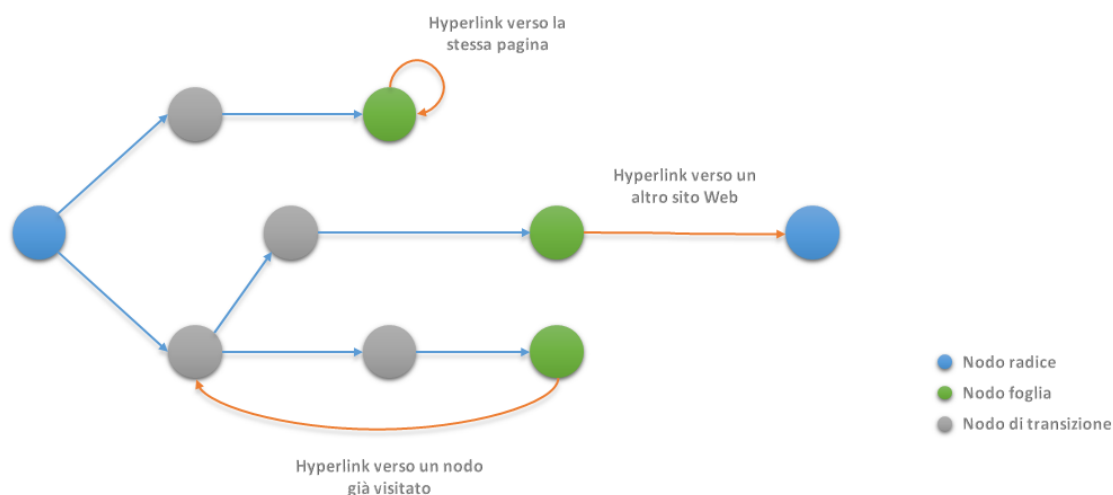 Hyperlink verso la
stessa pagina
Hyperlink verso un
altro sito Web
Nodo radice
Nodo foglia
Nodo di transizione
Hyperlink verso un nodo
già visitato